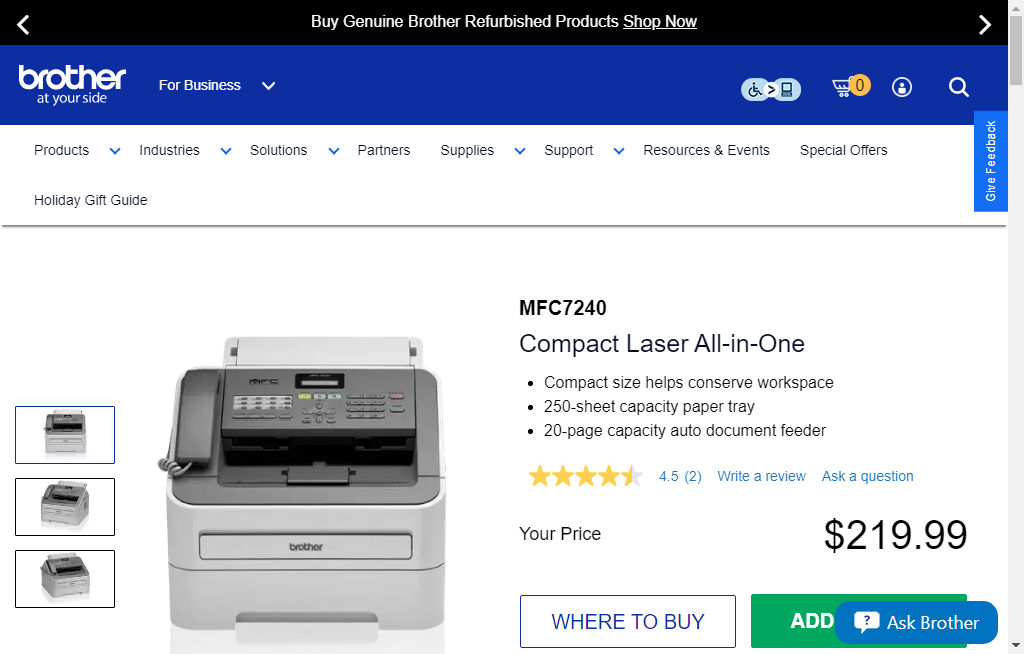 Buy Genuine Brother Refurbished Products Shop Now
brother
at your side
For Business
0
Give Feedback
Products
Industries
Solutions
Partners
Supplies
Support
Resources & Events
Special Offers
Holiday Gift Guide
MFC7240
Compact Laser All-in-One
Compact size helps conserve workspace
250-sheet capacity paper tray
20-page capacity auto document feeder
4.5 (2) Write a review Ask a question
Your Price
$219.99
MFC
brother
WHERE TO BUY
ADD
Ask Brother